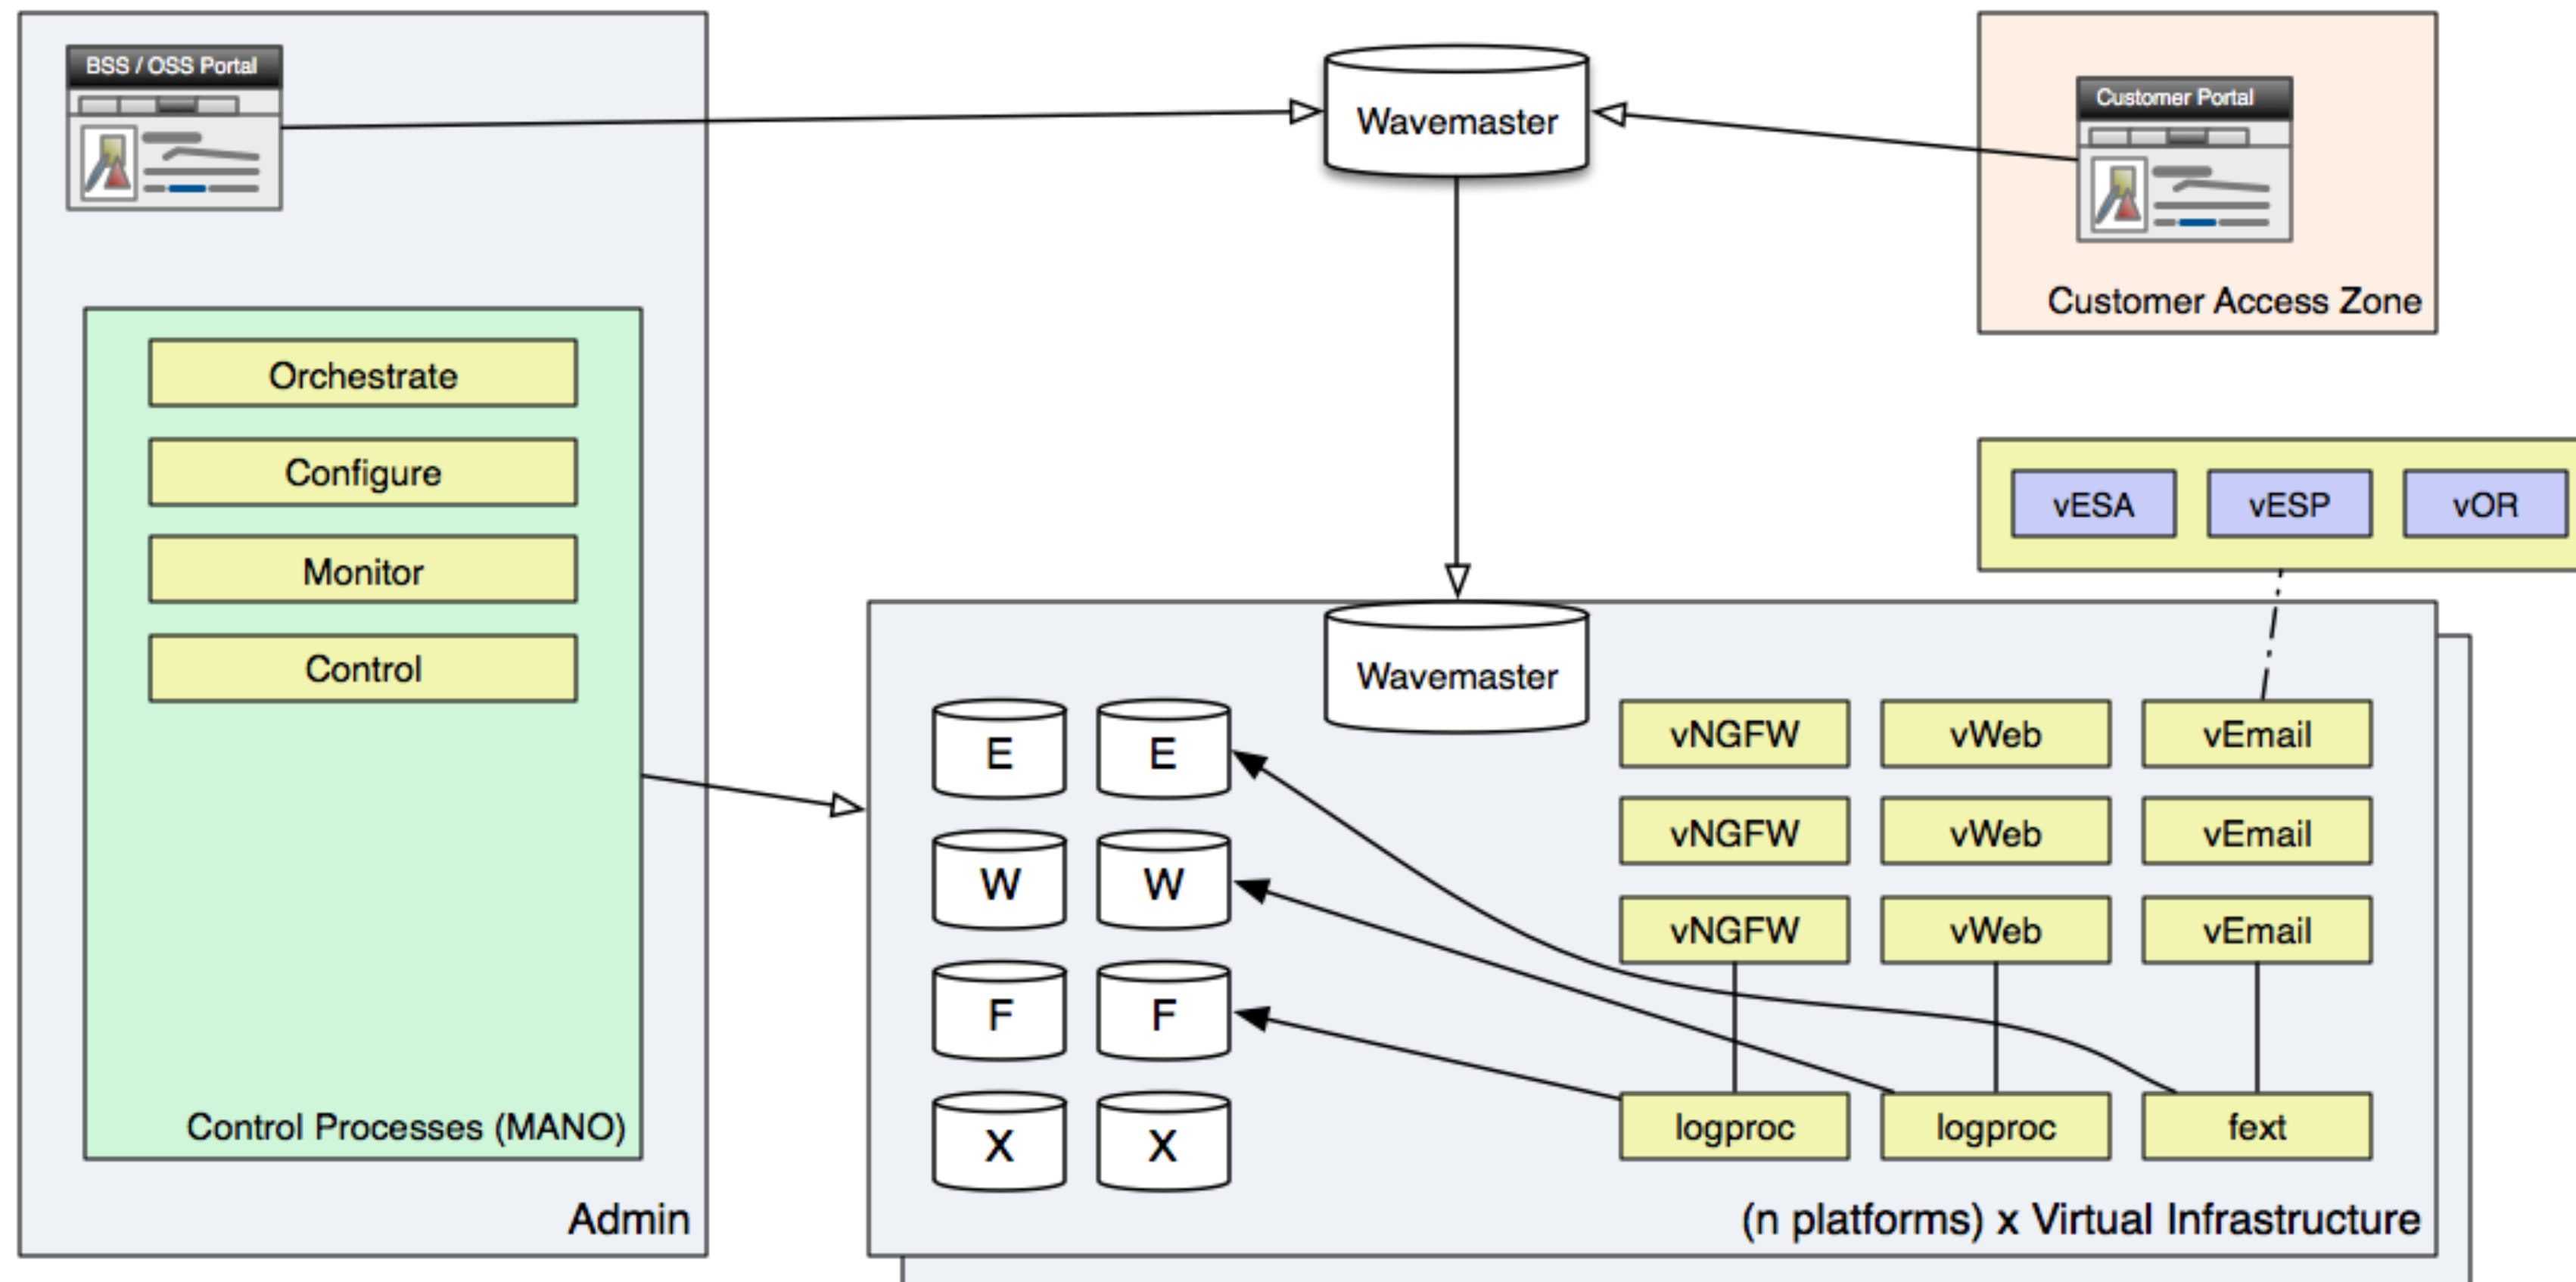 BSS / OSS Portal
Wavemaster
Customer Portal
Customer Access Zone
Orchestrate
Configure
Monitor
Control
Control Processes (MANO)
Admin
vESA
vESP
vOR
Wavemaster
E
E
W
W
F
F
X
X
vNGFW
vWeb
vEmail
vNGFW
vWeb
vEmail
vNGFW
vWeb
vEmail
logproc
logproc
fext
(n platforms) x Virtual Infrastructure